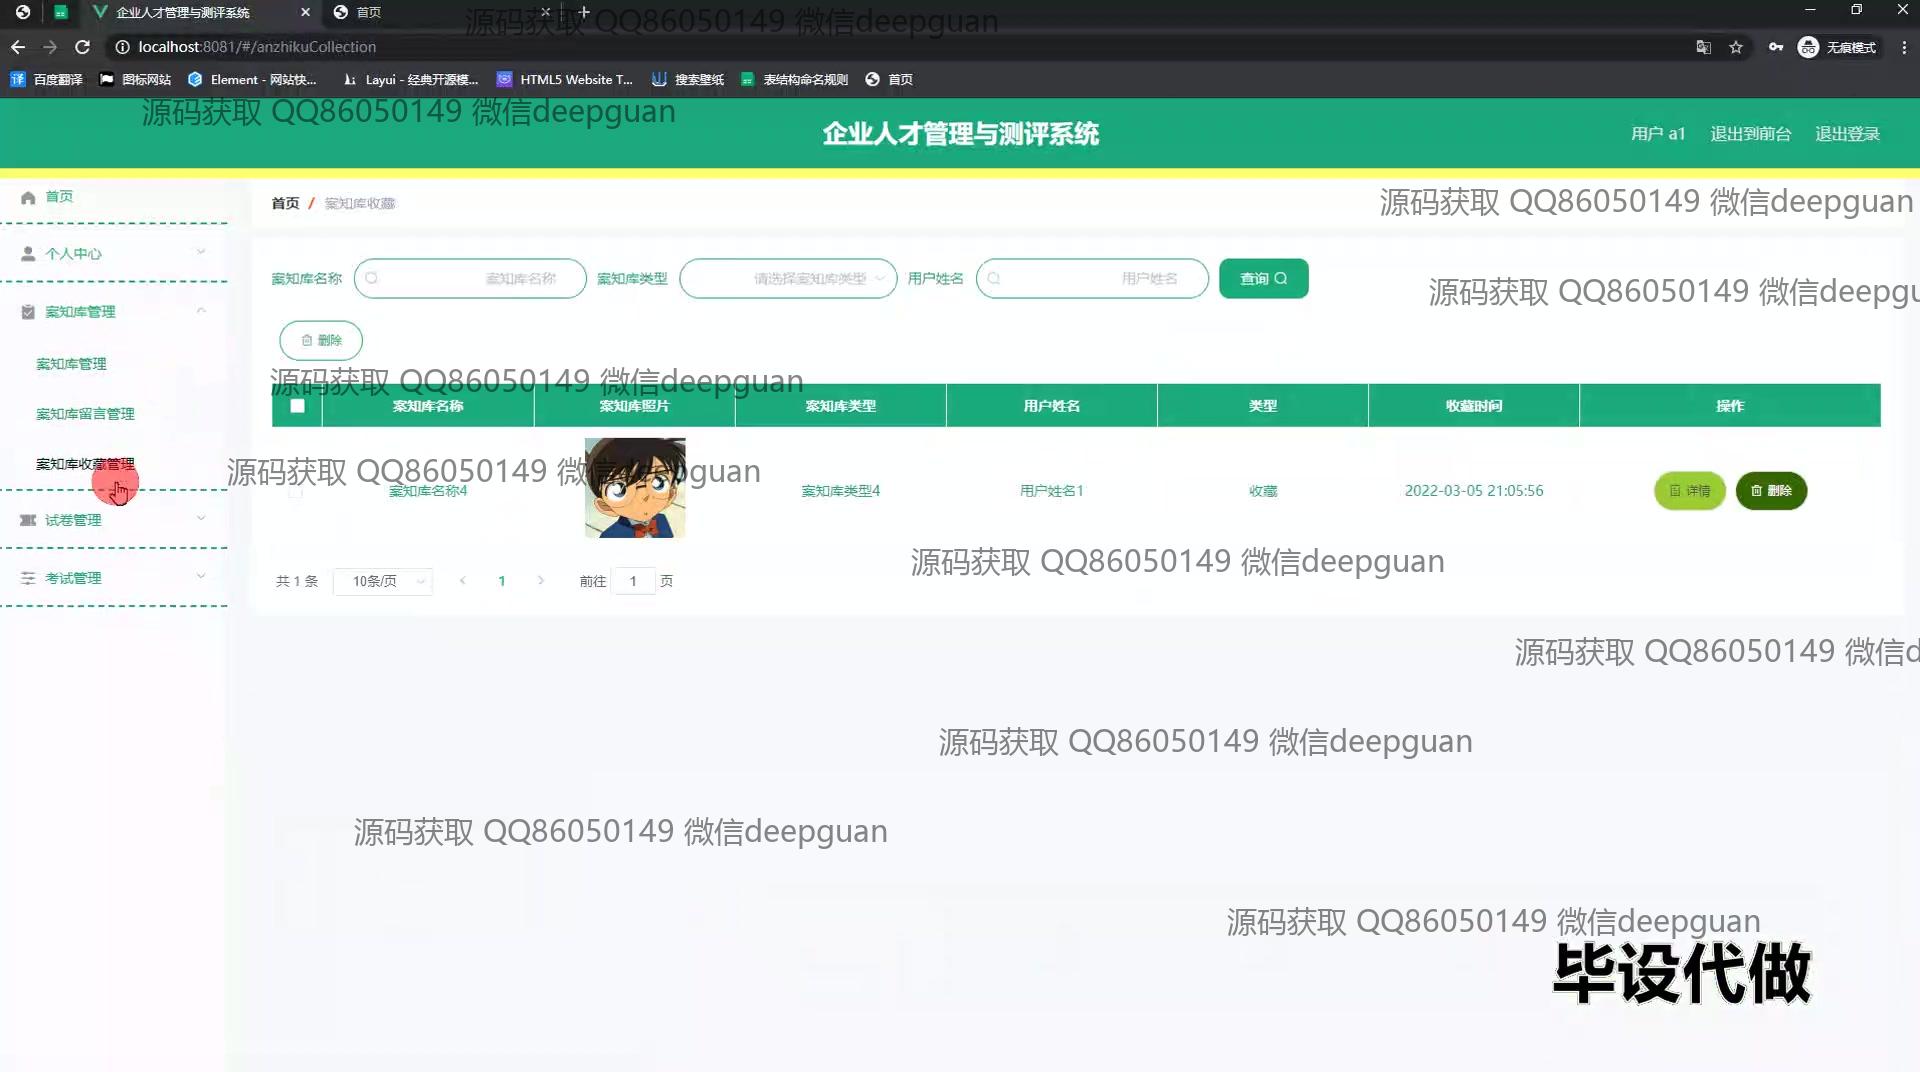 企业人才管理与测评系统
首页
源码获取 QQ86050149 微信deepguan
localhost:8081/#/anzhikuCollection
无痕模式
百度翻译
图标网站
Element - 网站快...
Layui - 经典开源模...
HTML5 Website T...
搜索壁纸
表结构命名规则
首页
源码获取 QQ86050149 微信deepguan
企业人才管理与测评系统
用户 a1
退出到前台
退出登录
首页
个人中心
案知库管理
案知库管理
案知库留言管理
案知库收藏管理
试卷管理
考试管理
首页 / 案知库收藏
源码获取 QQ86050149 微信deepguan
案知库名称 案知库名称 案知库类型 请选择案知库类型 用户姓名 用户姓名 查询
源码获取 QQ86050149 微信deepgu
删除
源码获取 QQ86050149 微信deepguan
案知库名称 案知库照片 案知库类型 用户姓名 类型 收藏时间 操作
源码获取 QQ86050149 微信deepguan
案知库名称4 案知库类型4 用户姓名1 收藏 2022-03-05 21:05:56 详情 删除
源码获取 QQ86050149 微信deepguan
共 1 条 10条/页 1 前往 1 页
源码获取 QQ86050149 微信d
源码获取 QQ86050149 微信deepguan
源码获取 QQ86050149 微信deepguan
源码获取 QQ86050149 微信deepguan
毕设代做